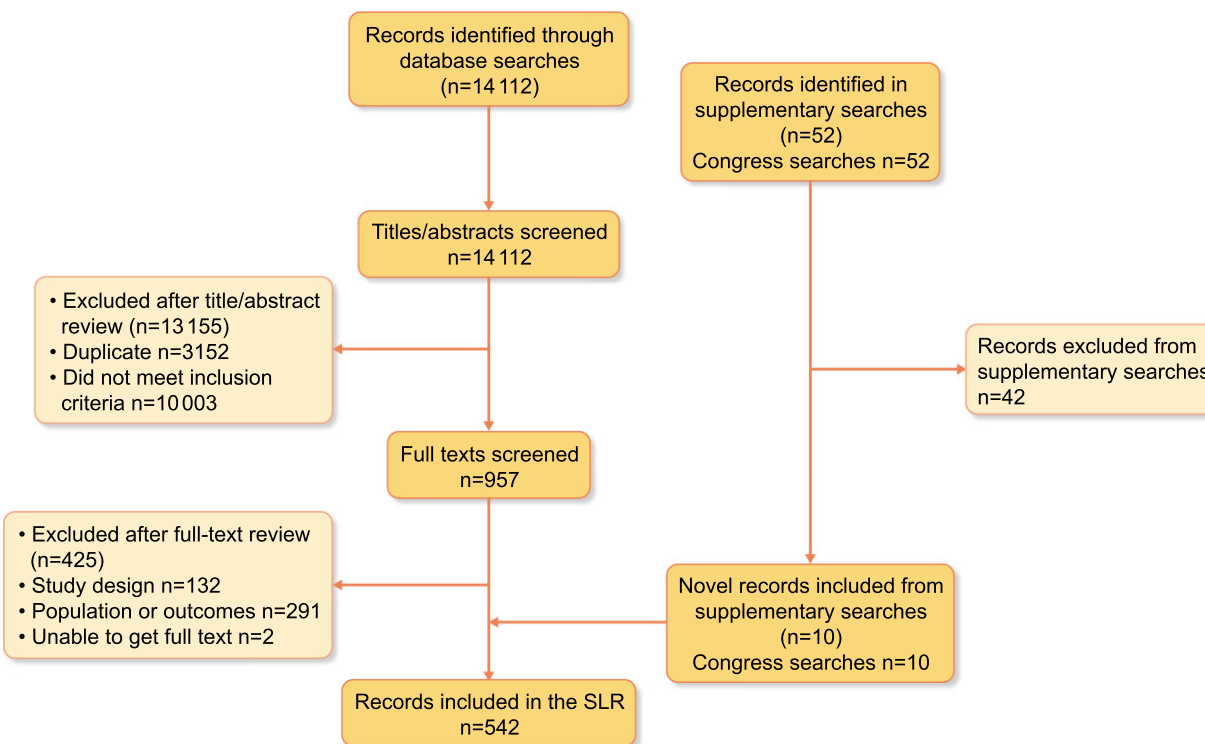 Records identified through
database searches
(n=14 112)
Records identified in
supplementary searches
(n=52)
Congress searches n=52
Titles/abstracts screened
n=14 112
• Excluded after title/abstract
review (n=13 155)
• Duplicate n=3152
• Did not meet inclusion
criteria n=10 003
Records excluded from
supplementary searches
n=42
Full texts screened
n=957
• Excluded after full-text review
(n=425)
• Study design n=132
• Population or outcomes n=291
• Unable to get full text n=2
Novel records included from
supplementary searches
(n=10)
Congress searches n=10
Records included in the SLR
n=542